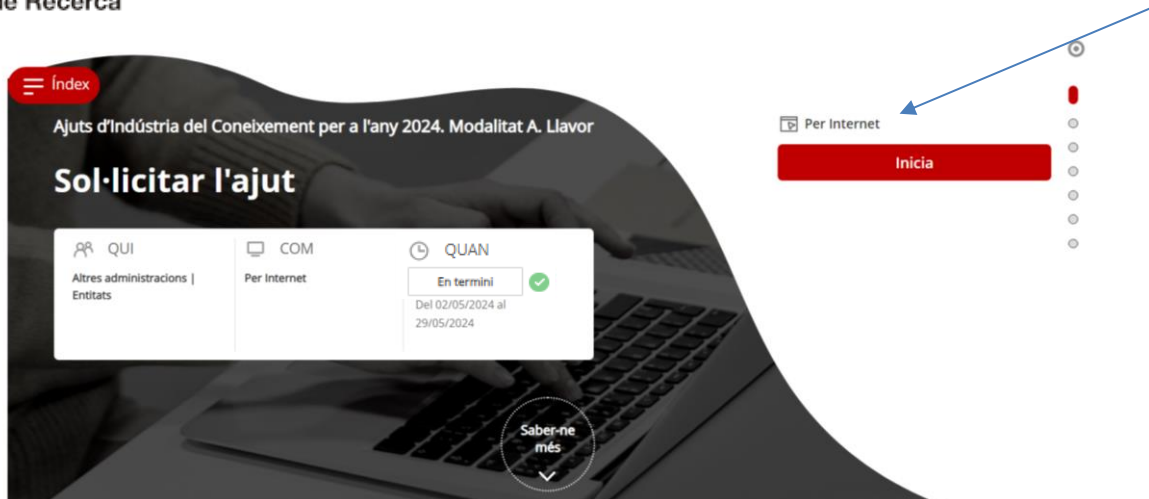 de Recerca
Índex
Ajuts d'Indústria del Coneixement per a l'any 2024. Modalitat A. Llavor
Sol·licitar l'ajut
QUI
Altres administracions |
Entitats
COM
Per Internet
QUAN
En termini
Del 02/05/2024 al
29/05/2024
Saber-ne
més
Per Internet
Inicia